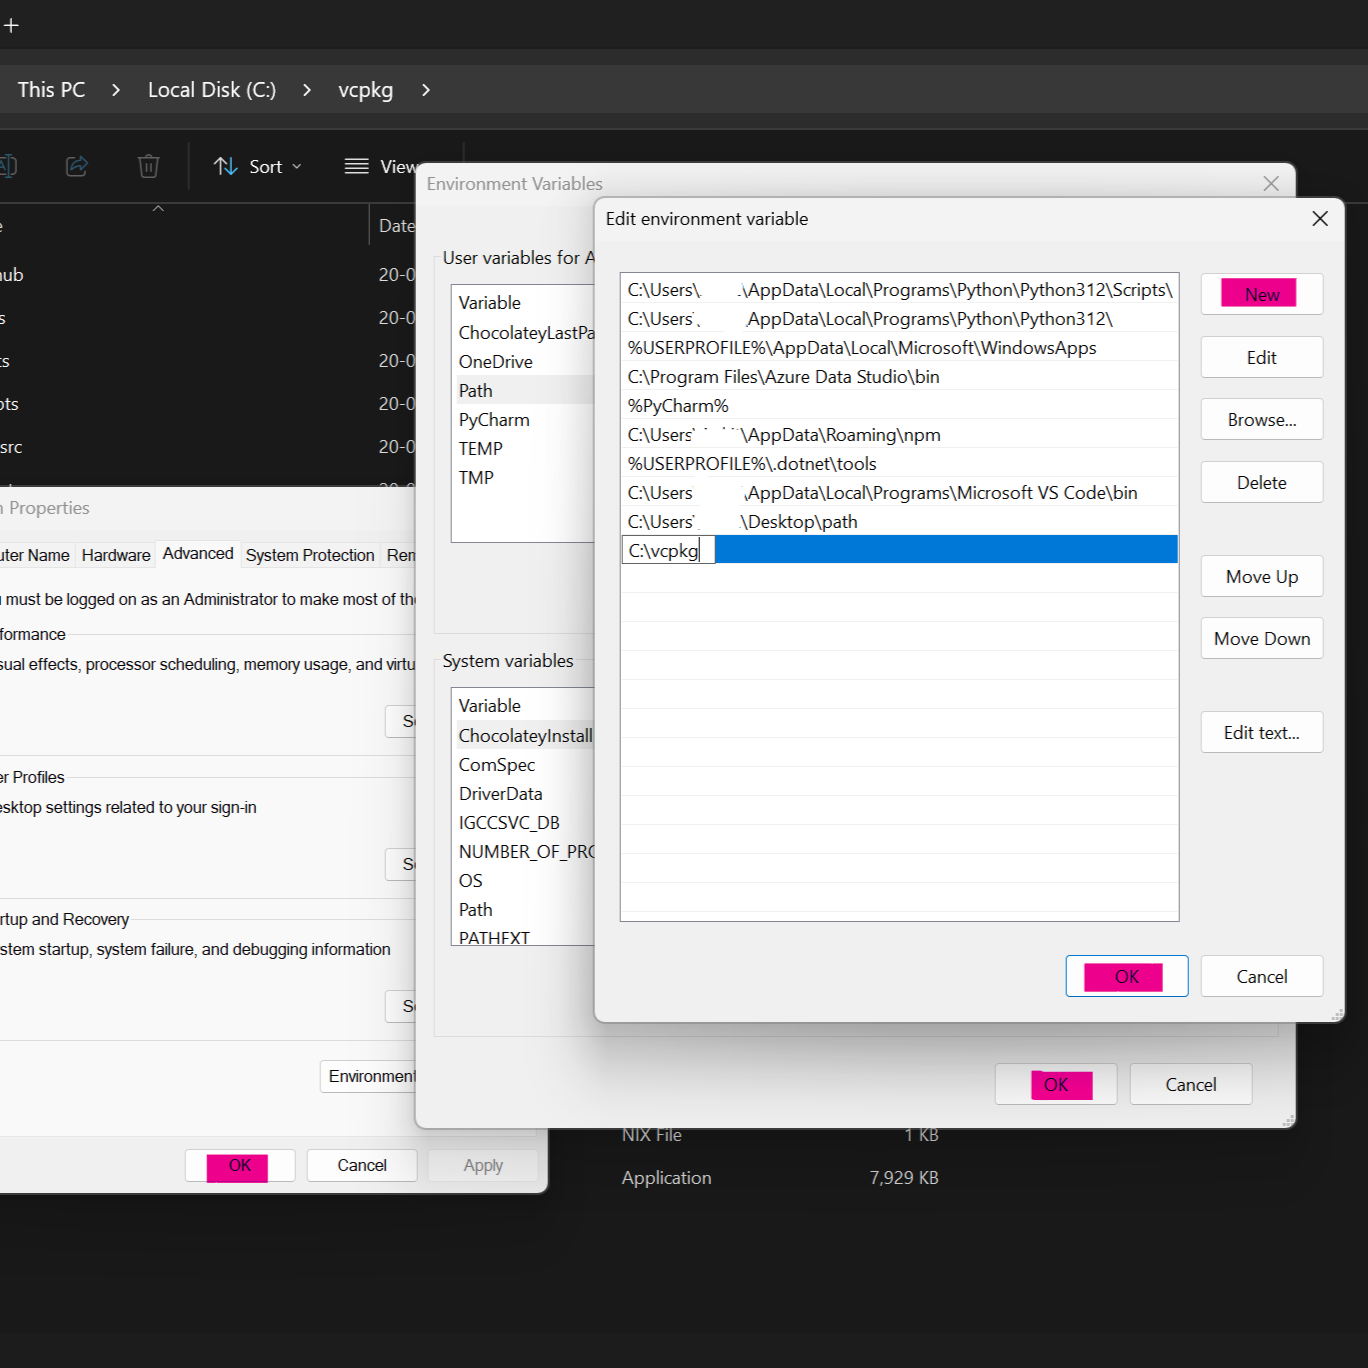 This PC > Local Disk (C:) > vcpkg >
Sort
View
Date
20-0
20-0
20-0
20-0
src 20-0
Environment Variables
User variables for A
Variable
ChocolateyLastPa
OneDrive
Path
PyCharm
TEMP
TMP
System variables
Variable
ChocolateyInstall
ComSpec
DriverData
IGCCSVC_DB
NUMBER_OF_PRO
OS
Path
PATHEXT
OK
Cancel
Edit environment variable
C:\Users\ \AppData\Local\Programs\Python\Python312\Scripts\
C:\Users\ \AppData\Local\Programs\Python\Python312\
%USERPROFILE%\AppData\Local\Microsoft\WindowsApps
C:\Program Files\Azure Data Studio\bin
%PyCharm%
C:\Users\ \AppData\Roaming\npm
%USERPROFILE%\.dotnet\tools
C:\Users\ \AppData\Local\Programs\Microsoft VS Code\bin
C:\Users\ \Desktop\path
C:\vcpkg
New
Edit
Browse...
Delete
Move Up
Move Down
Edit text...
OK
Cancel
Properties
uter Name Hardware Advanced System Protection Rem
must be logged on as an Administrator to make most of the
formance
sual effects, processor scheduling, memory usage, and virtu
Se
er Profiles
esktop settings related to your sign-in
Se
rtup and Recovery
stem startup, system failure, and debugging information
Se
Environment
OK
Cancel
Apply
NIX File 1 KB
Application 7,929 KB